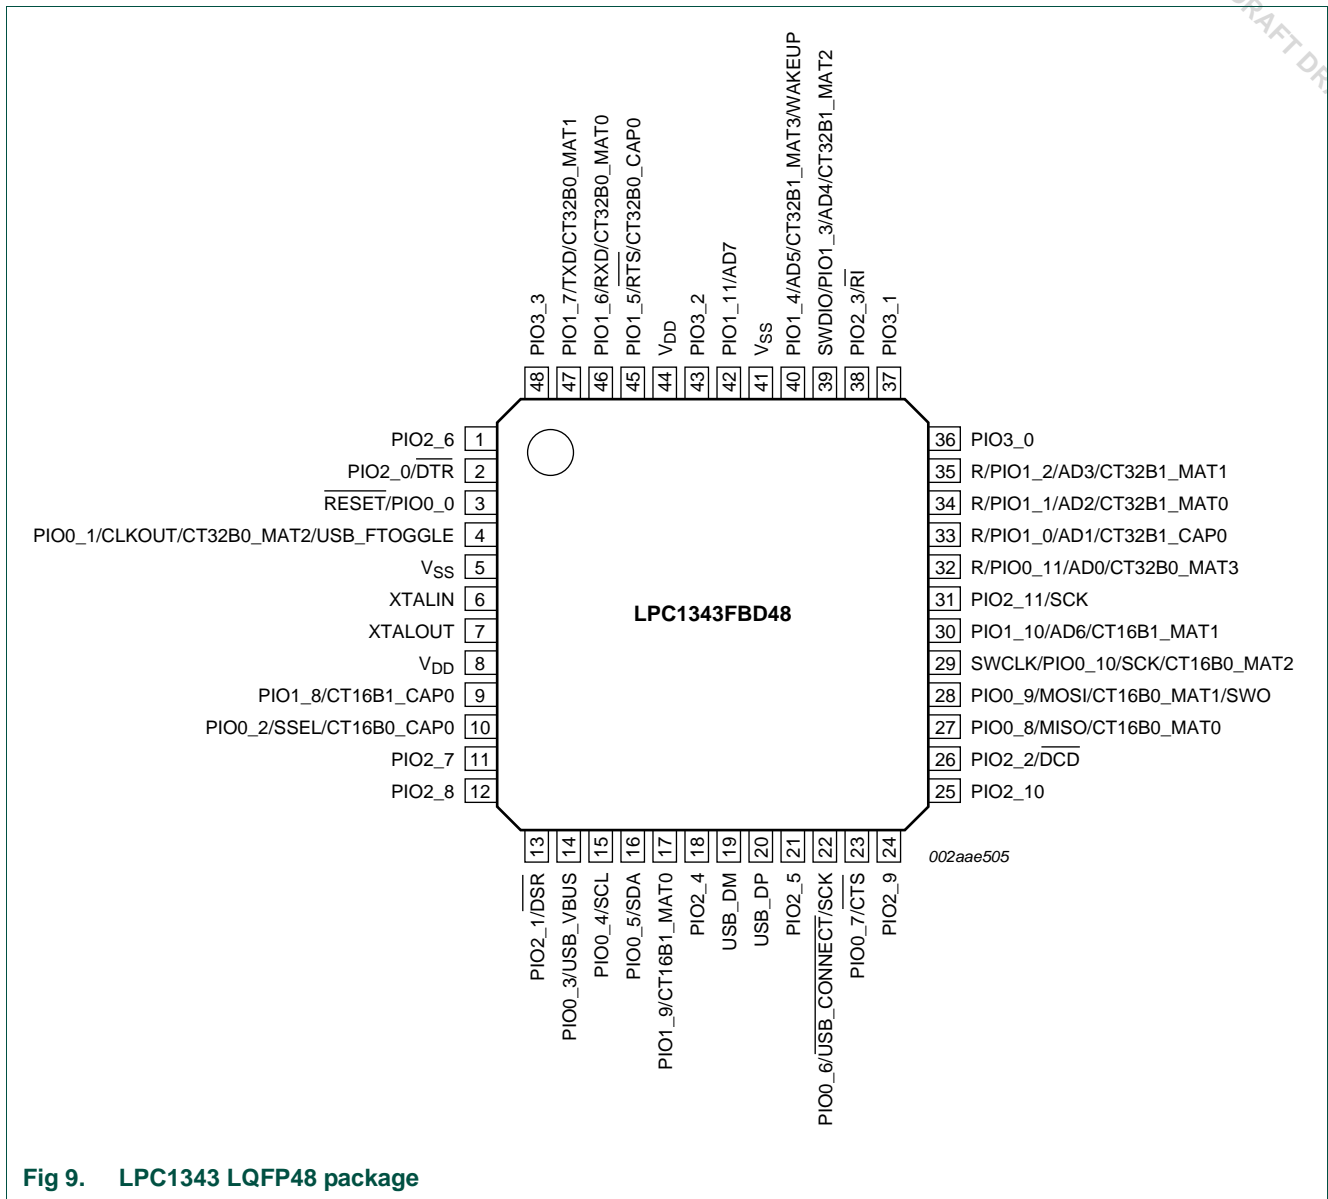 DRAFT DRA
PIO3_3
PIO1_7/TXD/CT32B0_MAT1
PIO1_6/RXD/CT32B0_MAT0
PIO1_5/RTS/CT32B0_CAP0
VDD
PIO3_2
PIO1_11/AD7
VSS
PIO1_4/AD5/CT32B1_MAT3/WAKEUP
SWDIO/PIO1_3/AD4/CT32B1_MAT2
PIO2_3/RI
PIO3_1
48 47 46 45 44 43 42 41 40 39 38 37
PIO2_6 1
PIO2_0/DTR 2
RESET/PIO0_0 3
PIO0_1/CLKOUT/CT32B0_MAT2/USB_FTOGGLE 4
VSS 5
XTALIN 6
XTALOUT 7
VDD 8
PIO1_8/CT16B1_CAP0 9
PIO0_2/SSEL/CT16B0_CAP0 10
PIO2_7 11
PIO2_8 12
LPC1343FBD48
36 PIO3_0
35 R/PIO1_2/AD3/CT32B1_MAT1
34 R/PIO1_1/AD2/CT32B1_MAT0
33 R/PIO1_0/AD1/CT32B1_CAP0
32 R/PIO0_11/AD0/CT32B0_MAT3
31 PIO2_11/SCK
30 PIO1_10/AD6/CT16B1_MAT1
29 SWCLK/PIO0_10/SCK/CT16B0_MAT2
28 PIO0_9/MOSI/CT16B0_MAT1/SWO
27 PIO0_8/MISO/CT16B0_MAT0
26 PIO2_2/DCD
25 PIO2_10
13 14 15 16 17 18 19 20 21 22 23 24
PIO2_1/DSR
PIO0_3/USB_VBUS
PIO0_4/SCL
PIO0_5/SDA
PIO1_9/CT16B1_MAT0
PIO2_4
USB_DM
USB_DP
PIO2_5
PIO0_6/USB_CONNECT/SCK
PIO0_7/CTS
PIO2_9
002aae505
Fig 9. LPC1343 LQFP48 package